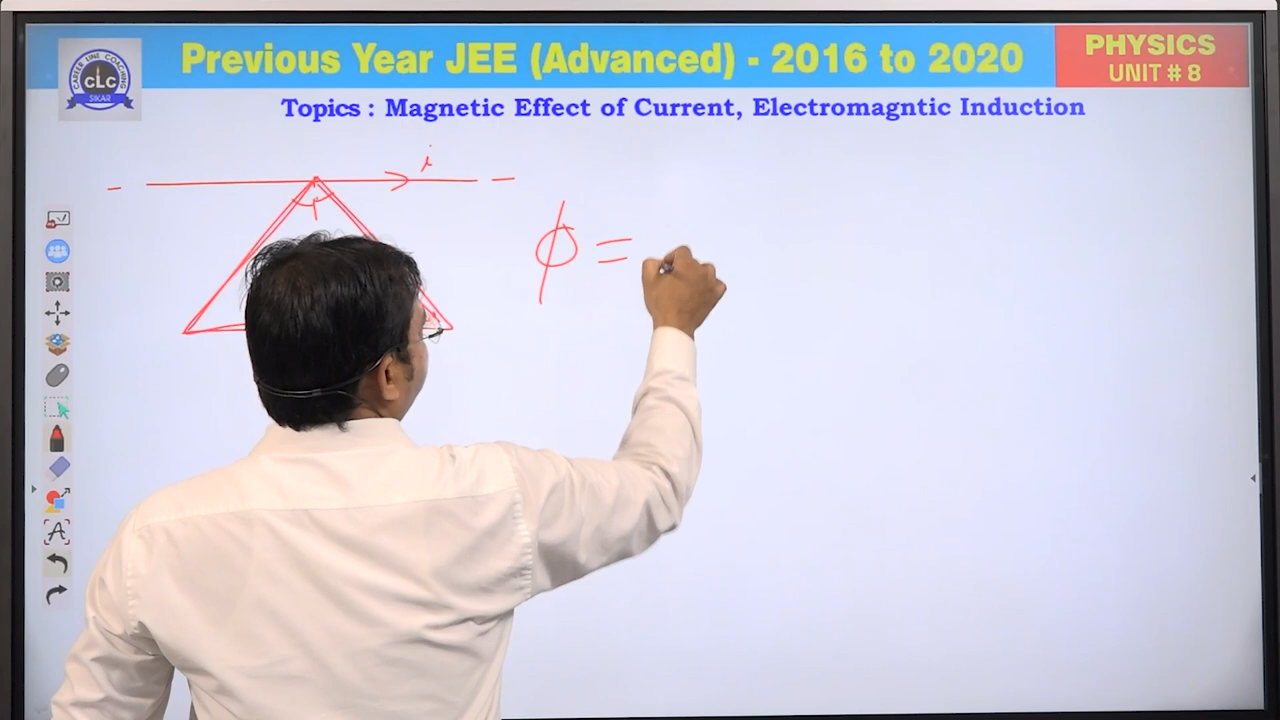 Previous Year JEE (Advanced) - 2016 to 2020
PHYSICS
UNIT # 8
CAREER LINE COACHING
CLC
SIKAR
Topics : Magnetic Effect of Current, Electromagntic Induction
i
ϕ =
A